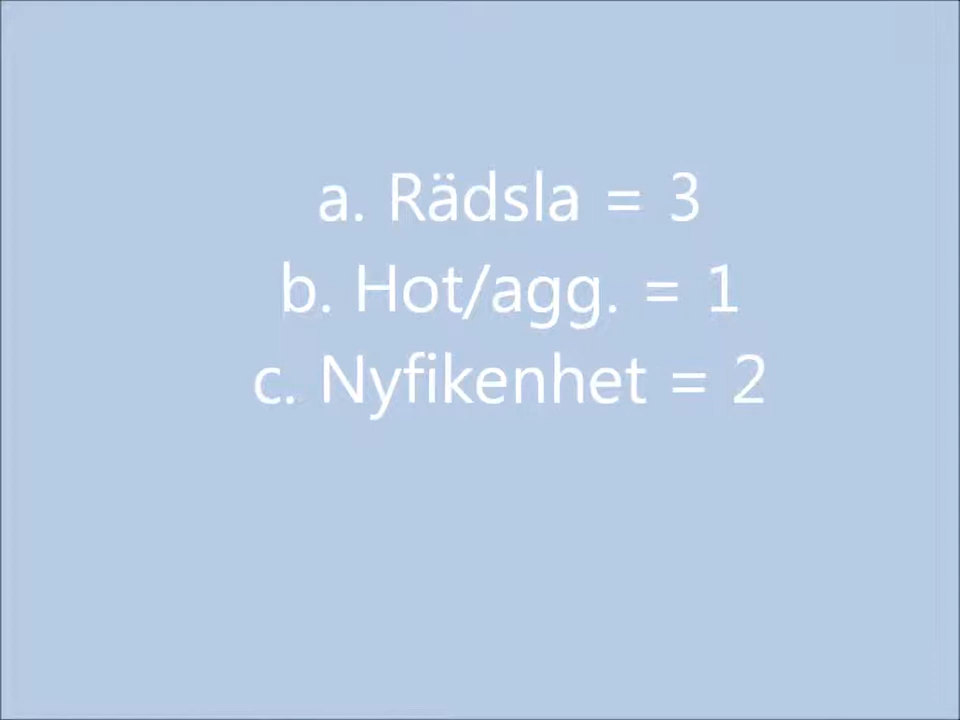 a. Rädsla = 3
b. Hot/agg. = 1
c. Nyfikenhet = 2